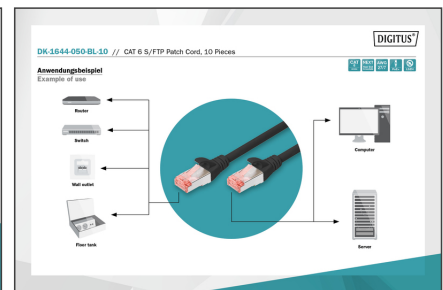 DIGITUS®
DK-1644-050-BL-10 // CAT 6 S/FTP Patch Cord, 10 Pieces
Anwendungsbeispiel
Example of use
Router
Switch
Wall outlet
Floor tank
Computer
Server